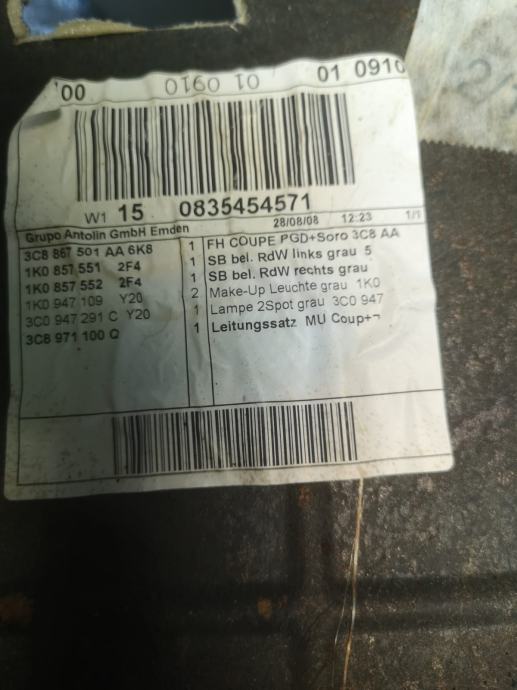 '00 01 0910 01 0910
W1 15 0835454571
28/08/08 12:23 1/1
Grupo Antolin GmbH Emden
3C8 867 501 AA 6K8 1 FH COUPE PGD+Soro 3C8 AA
1K0 857 551 2F4 1 SB bel. RdW links grau 5
1K0 857 552 2F4 1 SB bel. RdW rechts grau
1K0 947 109 Y20 2 Make-Up Leuchte grau 1K0
3C0 947 291 C Y20 1 Lampe 2Spot grau 3C0 947
3C8 971 100 Q 1 Leitungssatz MU Coup+¬